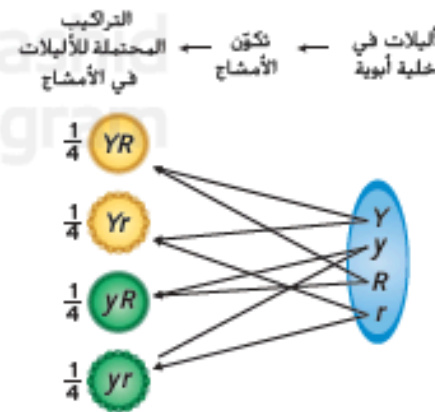 أليلات في
خلية أبوية
←
تكوّن
الأمشاج
←
التراكيب
المحتملة للأليلات
في الأمشاج
1/4 YR
1/4 Yr
1/4 yR
1/4 yr
Y
y
R
r